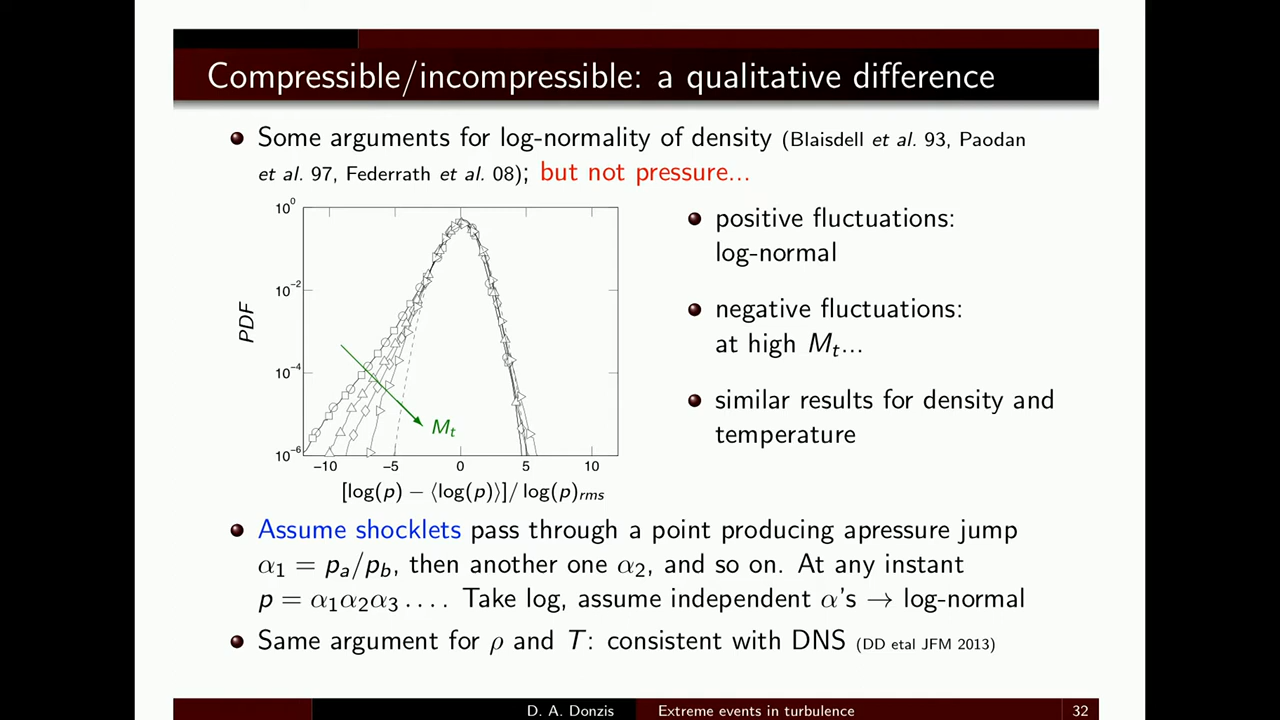 Compressible/incompressible: a qualitative difference
Some arguments for log-normality of density (Blaisdell et al. 93, Paodan
et al. 97, Federrath et al. 08); but not pressure...
positive fluctuations:
log-normal
negative fluctuations:
at high Mₜ...
similar results for density and
temperature
PDF
10⁰
10⁻²
10⁻⁴
10⁻⁶
−10 −5 0 5 10
Mₜ
[log(p) − ⟨log(p)⟩]/ log(p)rms
Assume shocklets pass through a point producing apressure jump
α₁ = pₐ/p_b, then another one α₂, and so on. At any instant
p = α₁α₂α₃ .... Take log, assume independent α's → log-normal
Same argument for ρ and T: consistent with DNS (DD etal JFM 2013)
D. A. Donzis Extreme events in turbulence 32